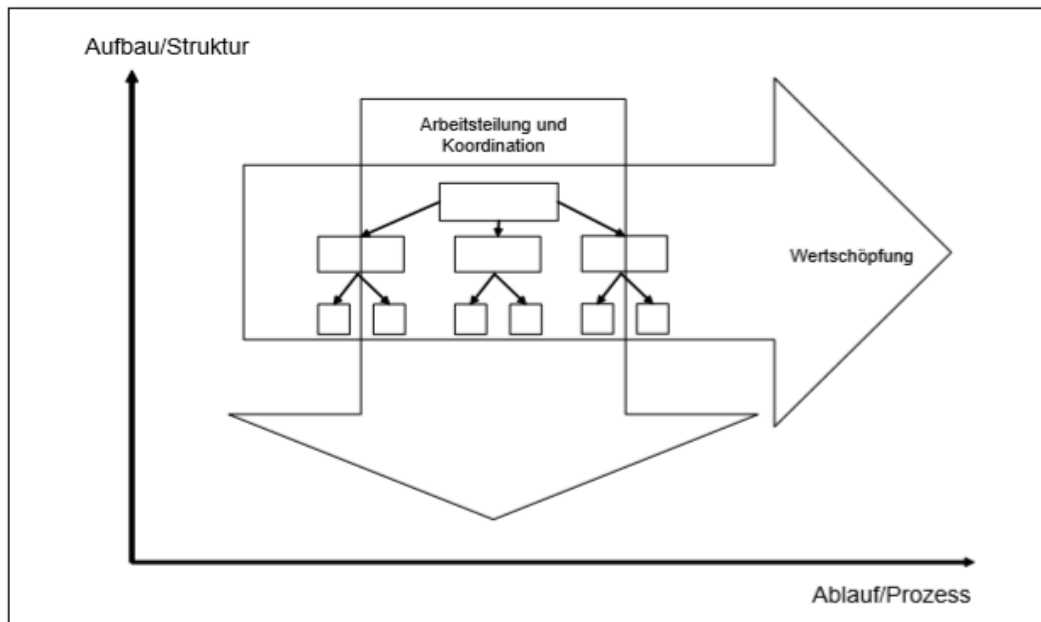 Aufbau/Struktur
Arbeitsteilung und
Koordination
Wertschöpfung
Ablauf/Prozess